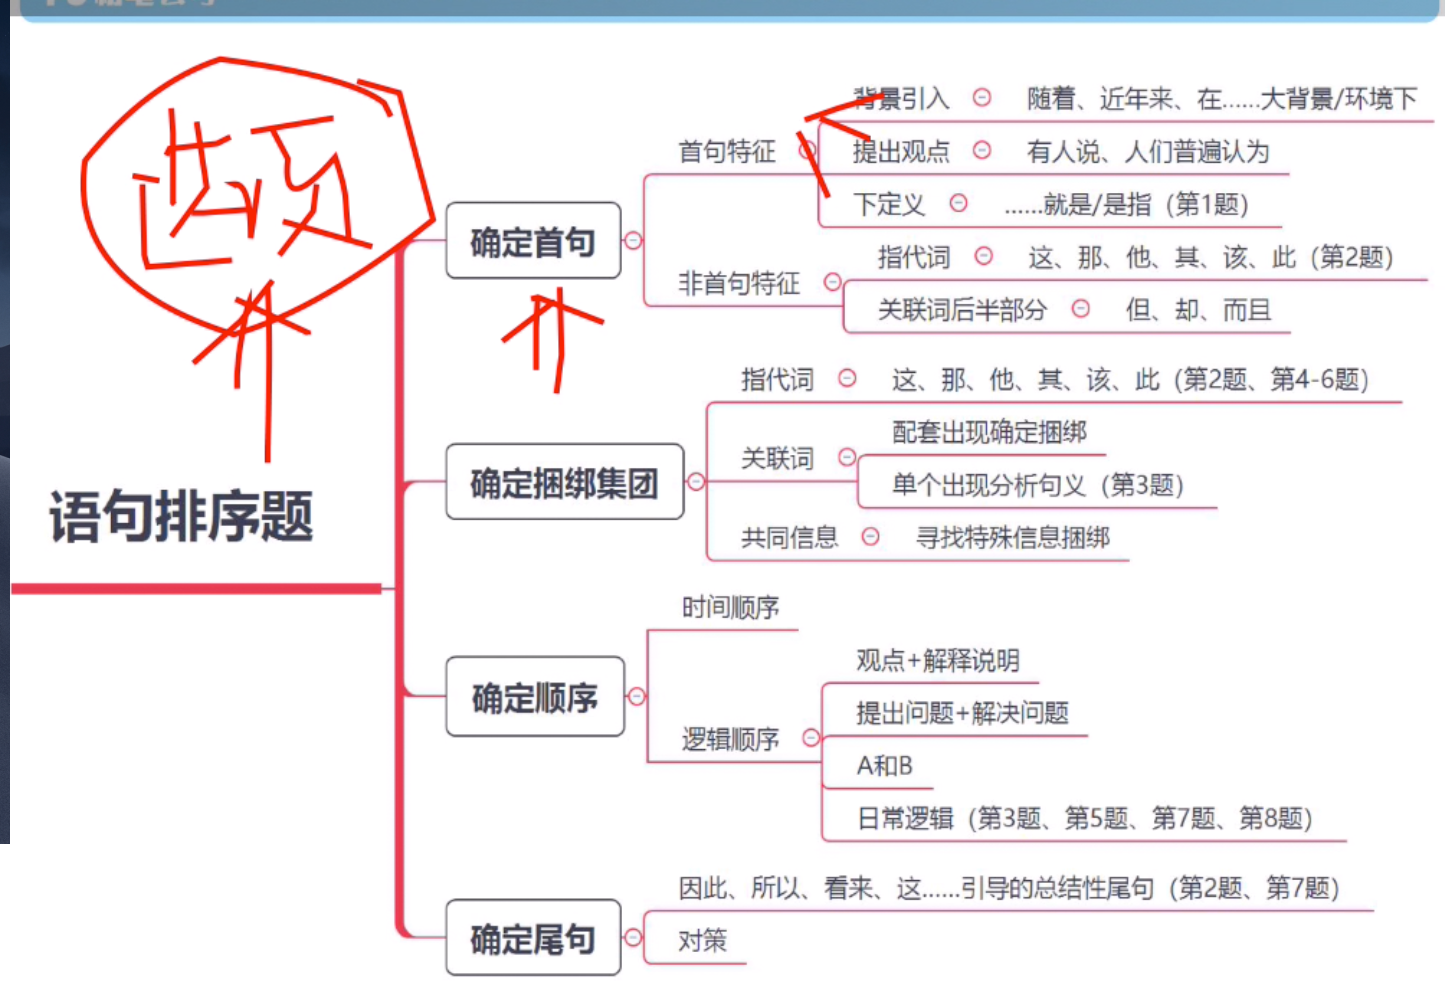 选项
背景引入 随着、近年来、在……大背景/环境下
首句特征
提出观点 有人说、人们普遍认为
下定义 ……就是/是指（第1题）
确定首句
指代词 这、那、他、其、该、此（第2题）
非首句特征
关联词后半部分 但、却、而且
指代词 这、那、他、其、该、此（第2题、第4-6题）
配套出现确定捆绑
关联词
单个出现分析句义（第3题）
确定捆绑集团
语句排序题
共同信息 寻找特殊信息捆绑
时间顺序
观点+解释说明
确定顺序
提出问题+解决问题
逻辑顺序
A和B
日常逻辑（第3题、第5题、第7题、第8题）
因此、所以、看来、这……引导的总结性尾句（第2题、第7题）
确定尾句
对策